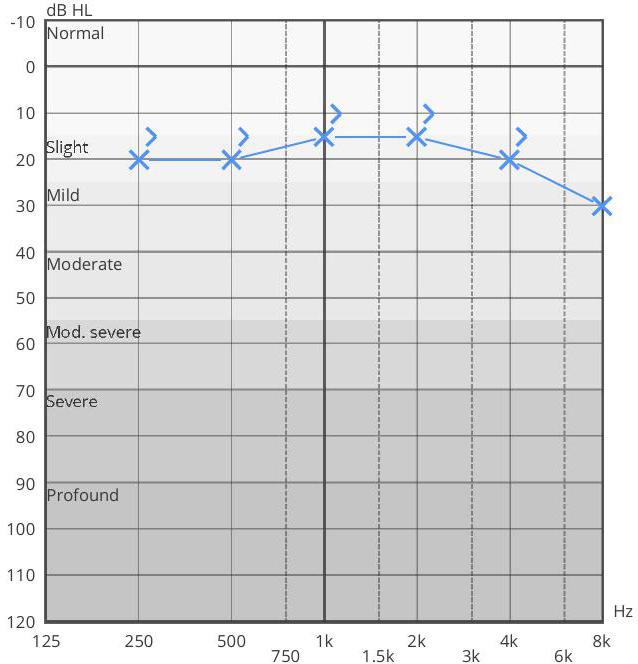 dB HL
-10
Normal
0
10
Slight
20
Mild
30
40
Moderate
50
Mod. severe
60
70
Severe
80
90
Profound
100
110
120
Hz
125 250 500 1k 2k 4k 8k
750 1.5k 3k 6k